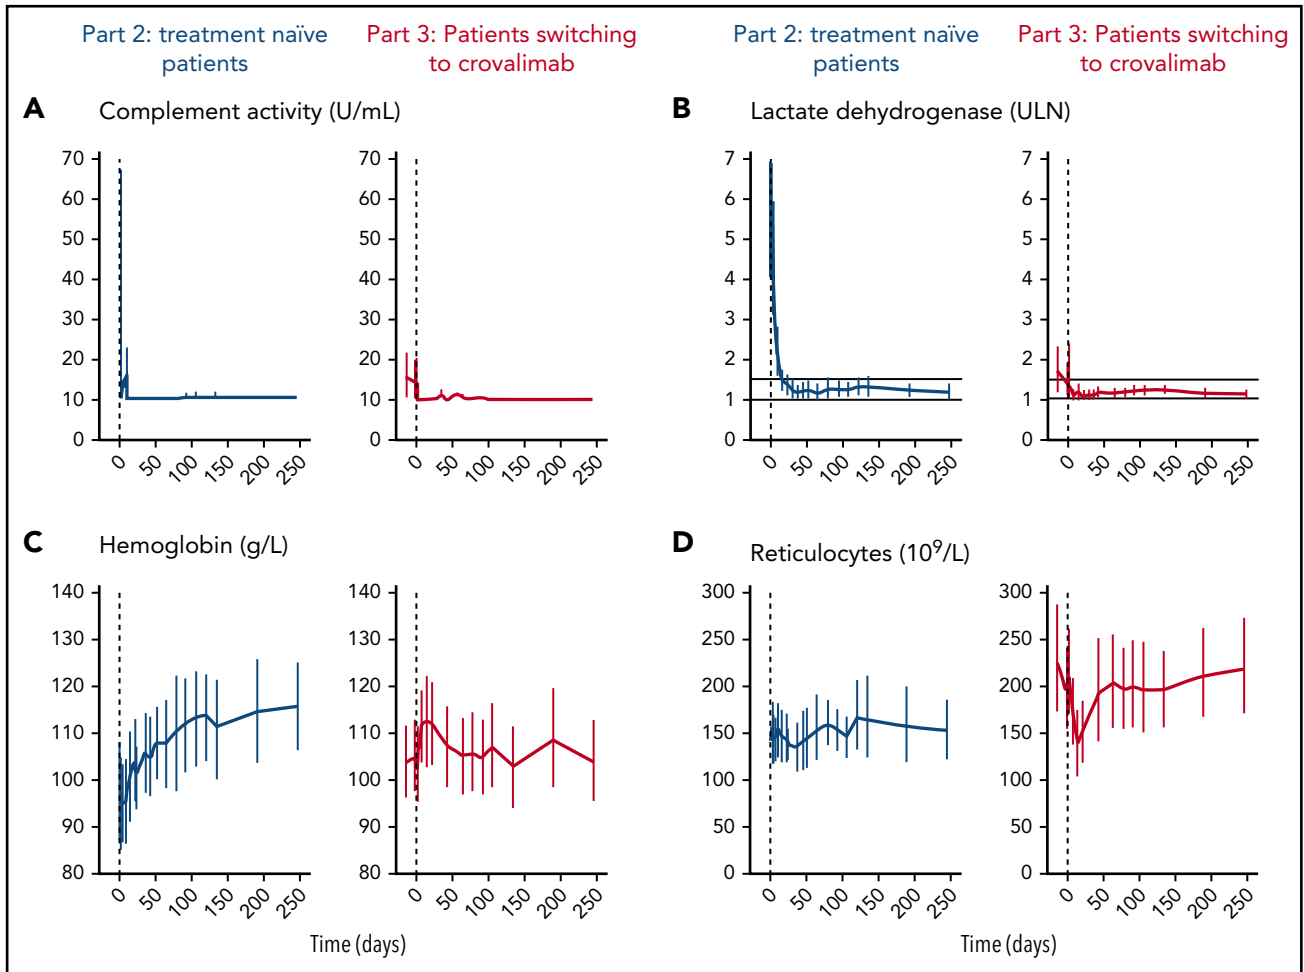 Part 2: treatment naïve
patients
Part 3: Patients switching
to crovalimab
Part 2: treatment naïve
patients
Part 3: Patients switching
to crovalimab
A Complement activity (U/mL)
70
60
50
40
30
20
10
0
0 50 100 150 200 250
70
60
50
40
30
20
10
0
0 50 100 150 200 250
B Lactate dehydrogenase (ULN)
7
6
5
4
3
2
1
0
0 50 100 150 200 250
7
6
5
4
3
2
1
0
0 50 100 150 200 250
C Hemoglobin (g/L)
140
130
120
110
100
90
80
0 50 100 150 200 250
140
130
120
110
100
90
80
0 50 100 150 200 250
Time (days)
D Reticulocytes (10⁹/L)
300
250
200
150
100
50
0
0 50 100 150 200 250
300
250
200
150
100
50
0
0 50 100 150 200 250
Time (days)